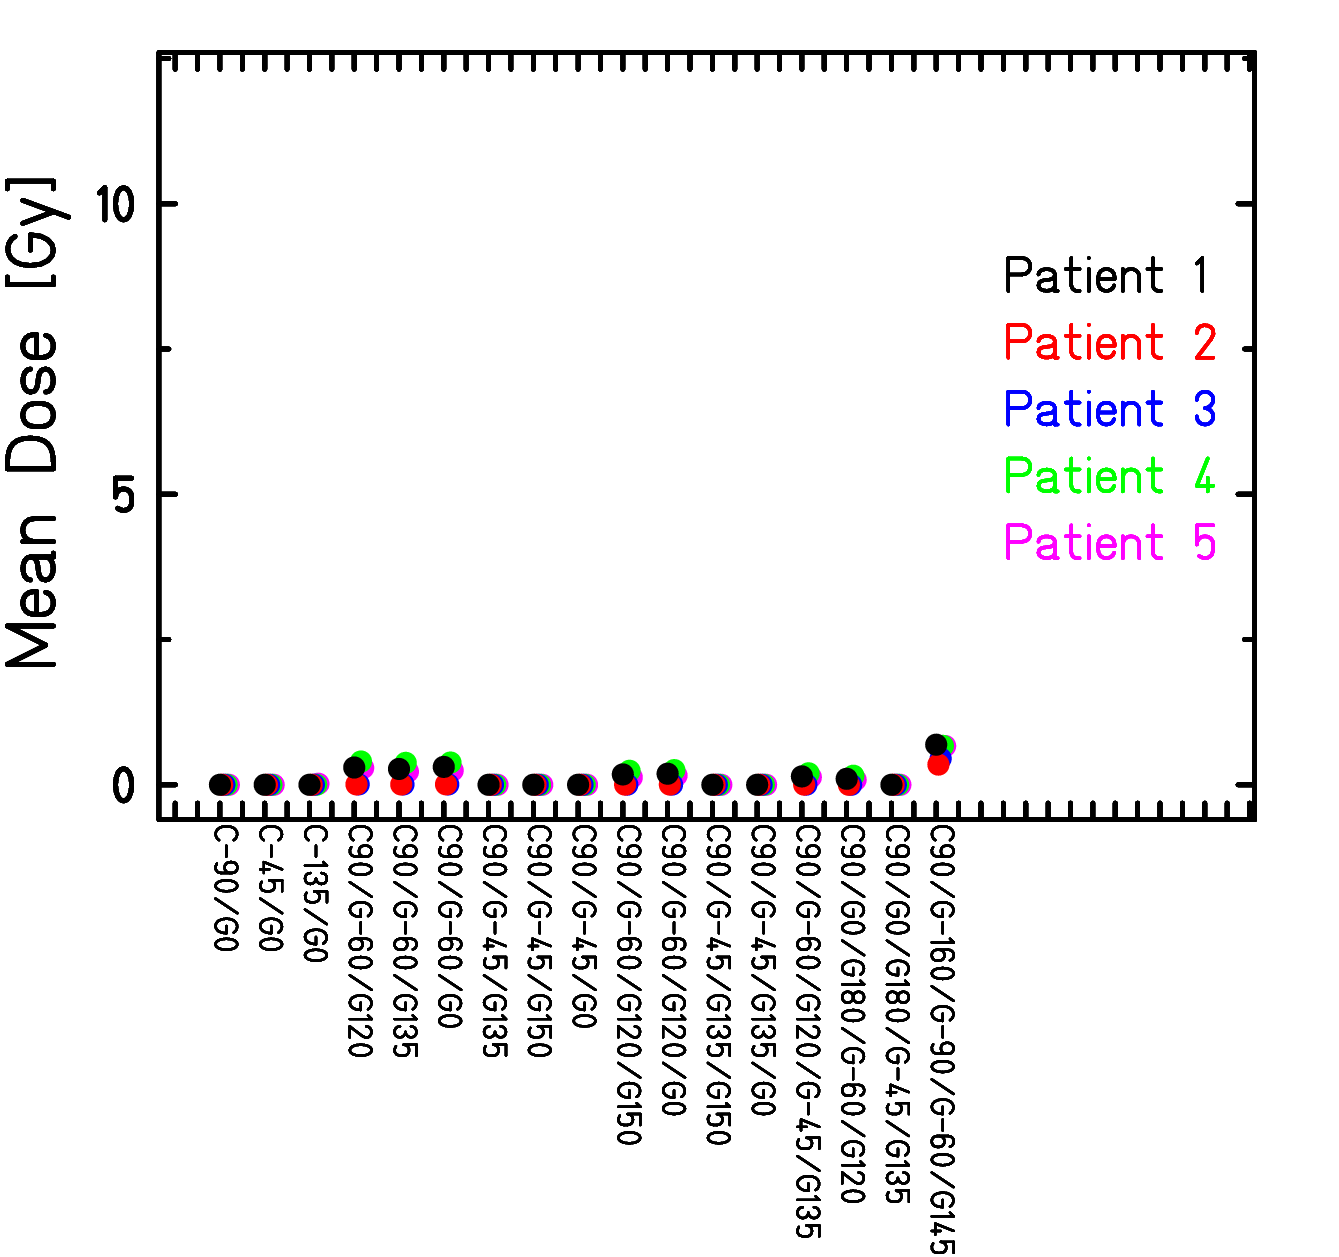 Mean Dose [Gy]
10
5
0
Patient 1
Patient 2
Patient 3
Patient 4
Patient 5
C-90/G0
C-45/G0
C-135/G0
C90/G-60/G120
C90/G-60/G135
C90/G-60/G0
C90/G-45/G135
C90/G-45/G150
C90/G-45/G0
C90/G-60/G120/G150
C90/G-60/G120/G0
C90/G-45/G135/G150
C90/G-45/G135/G0
C90/G-60/G120/G-45/G135
C90/G0/G180/G-60/G120
C90/G0/G180/G-45/G135
C90/G-160/G-90/G-60/G145